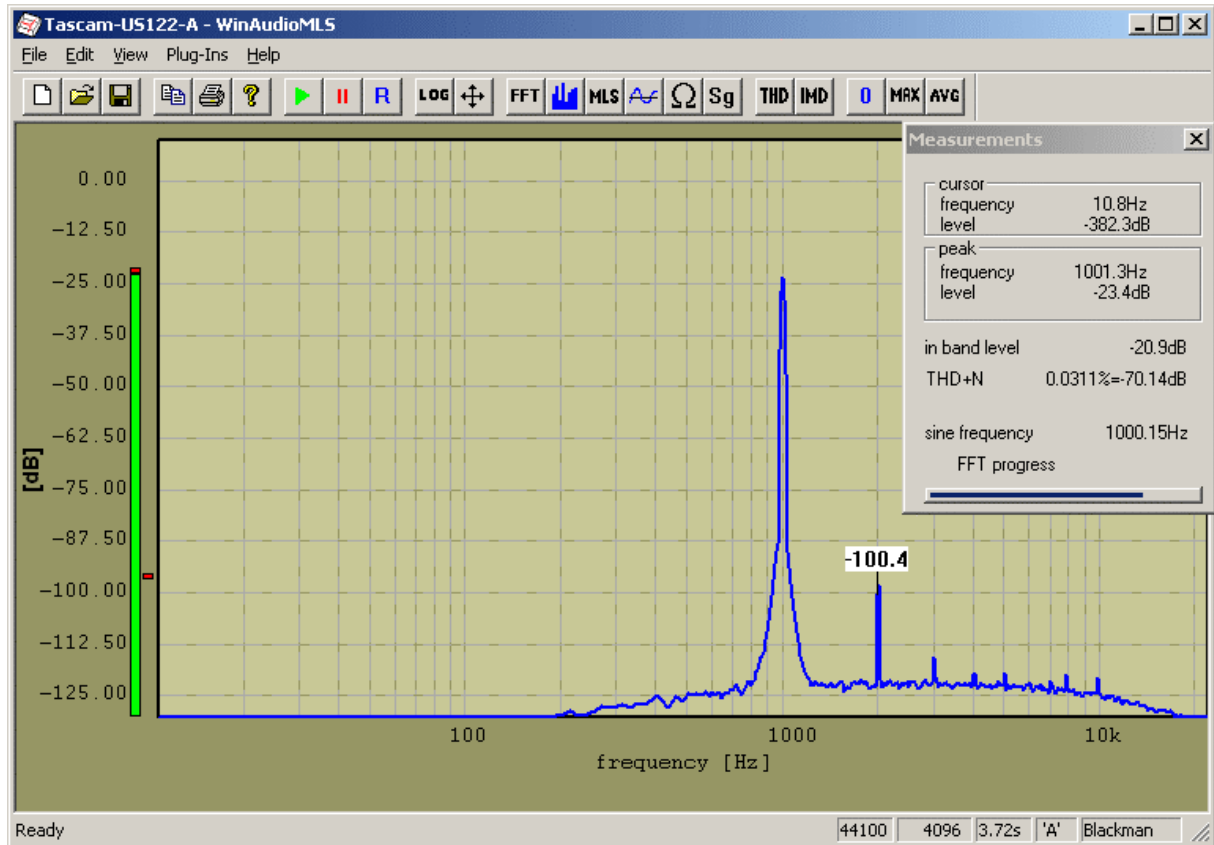 Tascam-US122-A - WinAudioMLS
File Edit View Plug-Ins Help
R LOG FFT MLS Ω Sg THD IMD 0 MAX AVG
Measurements
cursor
frequency 10.8Hz
level -382.3dB
peak
frequency 1001.3Hz
level -23.4dB
in band level -20.9dB
THD+N 0.0311%=-70.14dB
sine frequency 1000.15Hz
FFT progress
[dB]
0.00
-12.50
-25.00
-37.50
-50.00
-62.50
-75.00
-87.50
-100.00
-112.50
-125.00
-100.4
100 1000 10k
frequency [Hz]
Ready 44100 4096 3.72s 'A' Blackman